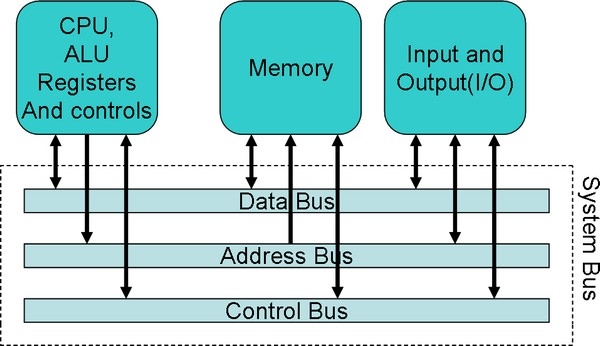 CPU,
ALU
Registers
And controls
Memory
Input and
Output(I/O)
Data Bus
Address Bus
Control Bus
System Bus